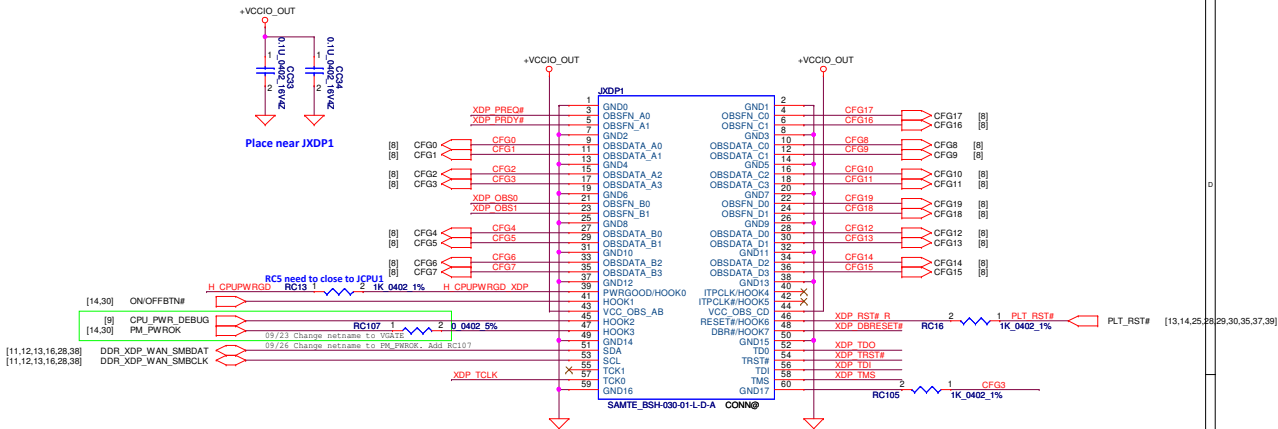 +VCCIO_OUT
0.1U_0402_16V4Z
CC33
1
2
0.1U_0402_16V4Z
CC34
1
2
Place near JXDP1
+VCCIO_OUT
+VCCIO_OUT
JXDP1
1 GND0 GND1 2
XDP_PREQ# 3 OBSFN_A0 OBSFN_C0 4 CFG17 CFG17 [8]
XDP_PRDY# 5 OBSFN_A1 OBSFN_C1 6 CFG16 CFG16 [8]
7 GND2 GND3 8
[8] CFG0 CFG0 9 OBSDATA_A0 OBSDATA_C0 10 CFG8 CFG8 [8]
[8] CFG1 CFG1 11 OBSDATA_A1 OBSDATA_C1 12 CFG9 CFG9 [8]
13 GND4 GND5 14
[8] CFG2 CFG2 15 OBSDATA_A2 OBSDATA_C2 16 CFG10 CFG10 [8]
[8] CFG3 CFG3 17 OBSDATA_A3 OBSDATA_C3 18 CFG11 CFG11 [8]
19 GND6 GND7 20
XDP_OBS0 21 OBSFN_B0 OBSFN_D0 22 CFG19 CFG19 [8]
XDP_OBS1 23 OBSFN_B1 OBSFN_D1 24 CFG18 CFG18 [8]
25 GND8 GND9 26
[8] CFG4 CFG4 27 OBSDATA_B0 OBSDATA_D0 28 CFG12 CFG12 [8]
[8] CFG5 CFG5 29 OBSDATA_B1 OBSDATA_D1 30 CFG13 CFG13 [8]
31 GND10 GND11 32
[8] CFG6 CFG6 33 OBSDATA_B2 OBSDATA_D2 34 CFG14 CFG14 [8]
[8] CFG7 CFG7 35 OBSDATA_B3 OBSDATA_D3 36 CFG15 CFG15 [8]
37 GND12 GND13 38
RC5 need to close to JCPU1
H_CPUPWRGD RC13 1 2 1K_0402_1% H_CPUPWRGD_XDP 39 PWRGOOD/HOOK0 ITPCLK/HOOK4 40
[14,30] ON/OFFBTN# 41 HOOK1 ITPCLK#/HOOK5 42
43 VCC_OBS_AB VCC_OBS_CD 44
[9] CPU_PWR_DEBUG 45 HOOK2 RESET#/HOOK6 46 XDP_RST#_R RC16 2 1 1K_0402_1% PLT_RST# PLT_RST# [13,14,25,28,29,30,35,37,39]
[14,30] PM_PWROK RC107 1 2 0_0402_5% 47 HOOK3 DBR#/HOOK7 48 XDP_DBRESET#
09/23 Change netname to VGATE
09/26 Change netname to PM_PWROK. Add RC107
49 GND14 GND15 50
[11,12,13,16,28,38] DDR_XDP_WAN_SMBDAT 51 SDA TD0 52 XDP_TDO
[11,12,13,16,28,38] DDR_XDP_WAN_SMBCLK 53 SCL TRST# 54 XDP_TRST#
55 TCK1 TDI 56 XDP_TDI
XDP_TCLK 57 TCK0 TMS 58 XDP_TMS
59 GND16 GND17 60 RC105 2 1 1K_0402_1% CFG3
SAMTE_BSH-030-01-L-D-A CONN@
D